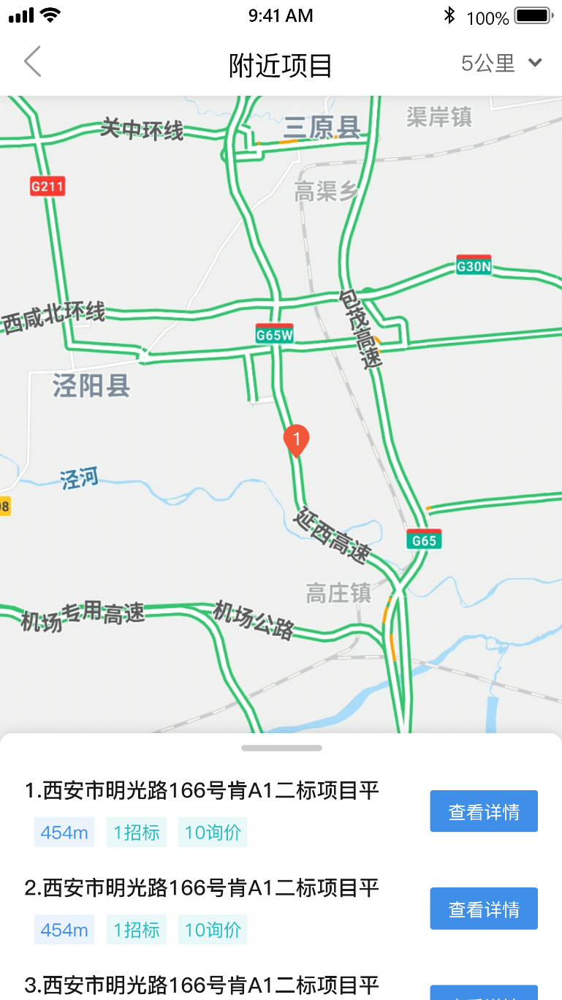 9:41 AM
100%
附近项目
5公里
关中环线
三原县
渠岸镇
G211
高渠乡
G30N
包茂高速
西咸北环线
G65W
泾阳县
1
泾河
08
延西高速
G65
高庄镇
机场专用高速
机场公路
1.西安市明光路166号肯A1二标项目平
查看详情
454m 1招标 10询价
2.西安市明光路166号肯A1二标项目平
查看详情
454m 1招标 10询价
3.西安市明光路166号肯A1二标项目平